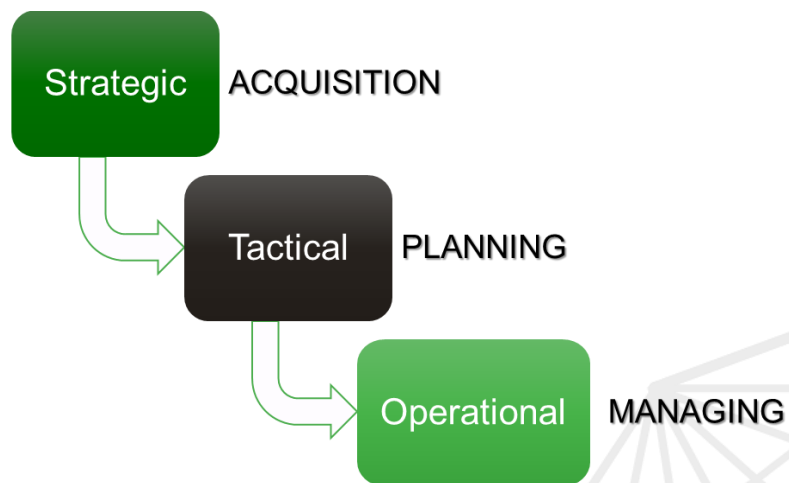 Strategic ACQUISITION
Tactical PLANNING
Operational MANAGING